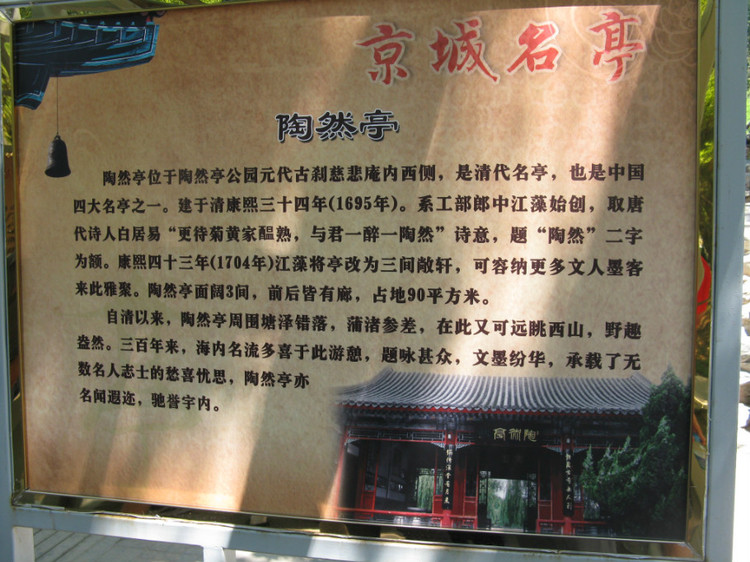 京城名亭
陶然亭
陶然亭位于陶然亭公园元代古刹慈悲庵内西侧，是清代名亭，也是中国
四大名亭之一。建于清康熙三十四年(1695年)。系工部郎中江藻始创，取唐
代诗人白居易“更待菊黄家醖熟，与君一醉一陶然”诗意，题“陶然”二字
为额。康熙四十三年(1704年)江藻将亭改为三间敞轩，可容纳更多文人墨客
来此雅聚。陶然亭面阔3间，前后皆有廊，占地90平方米。
自清以来，陶然亭周围塘泽错落，蒲渚参差，在此又可远眺西山，野趣
盎然。三百年来，海内名流多喜于此游憩，题咏甚众，文墨纷华，承载了无
数名人志士的愁喜忧思，陶然亭亦
名闻遐迩，驰誉宇内。